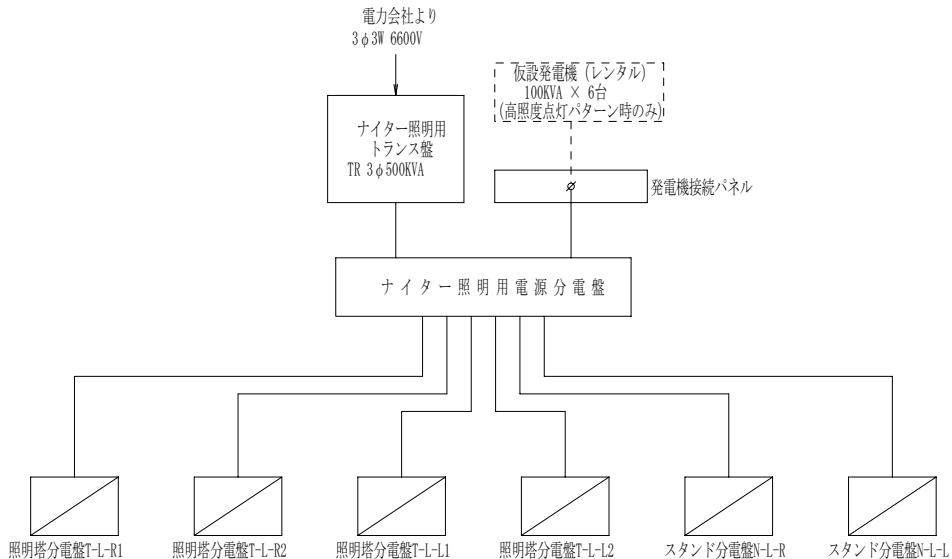 電力会社より
3φ3W 6600V
仮設発電機 (レンタル)
100KVA × 6台
(高照度点灯パターン時のみ)
ナイター照明用
トランス盤
TR 3φ500KVA
発電機接続パネル
ナイター照明用電源分電盤
照明塔分電盤T-L-R1
照明塔分電盤T-L-R2
照明塔分電盤T-L-L1
照明塔分電盤T-L-L2
スタンド分電盤N-L-R
スタンド分電盤N-L-L